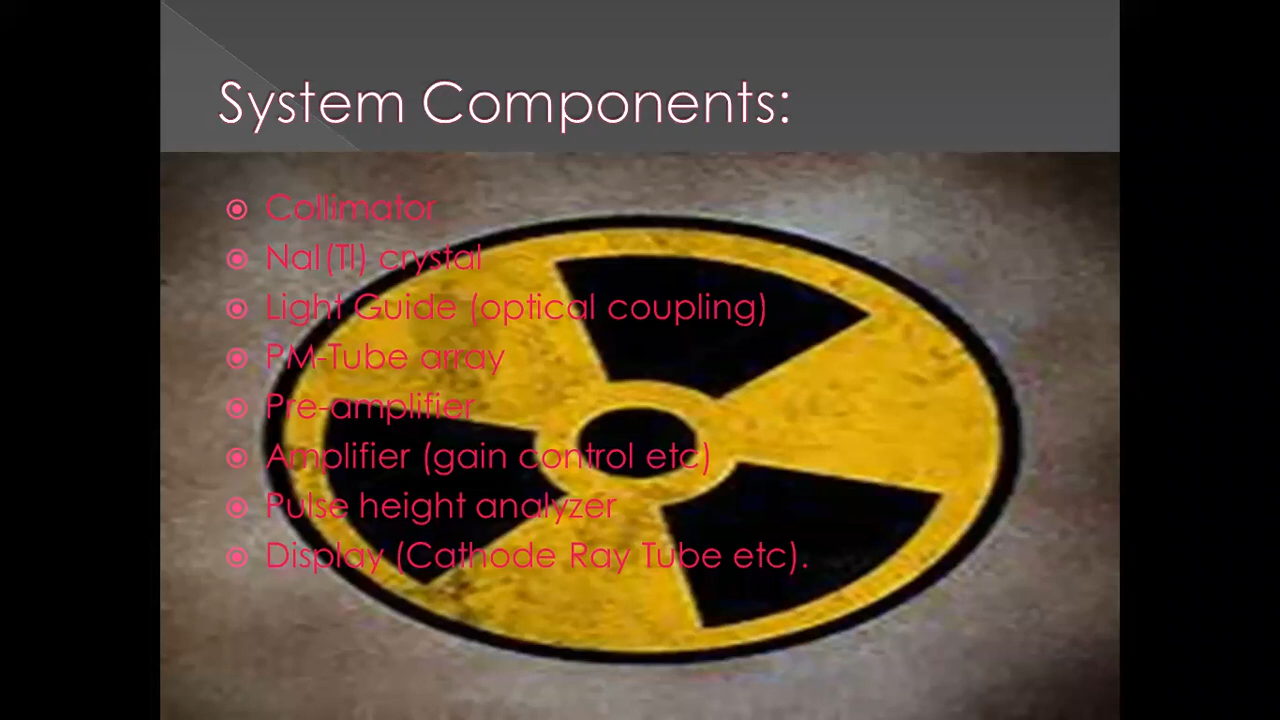 System Components:
Collimator
NaI(Tl) crystal
Light Guide (optical coupling)
PM-Tube array
Pre-amplifier
Amplifier (gain control etc)
Pulse height analyzer
Display (Cathode Ray Tube etc).